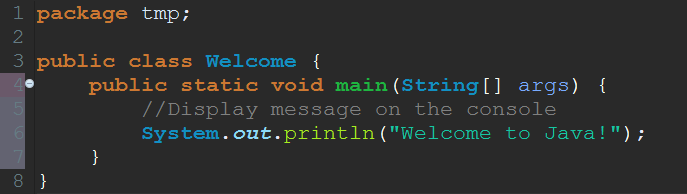 1 package tmp;
2
3 public class Welcome {
4     public static void main(String[] args) {
5         //Display message on the console
6         System.out.println("Welcome to Java!");
7     }
8 }